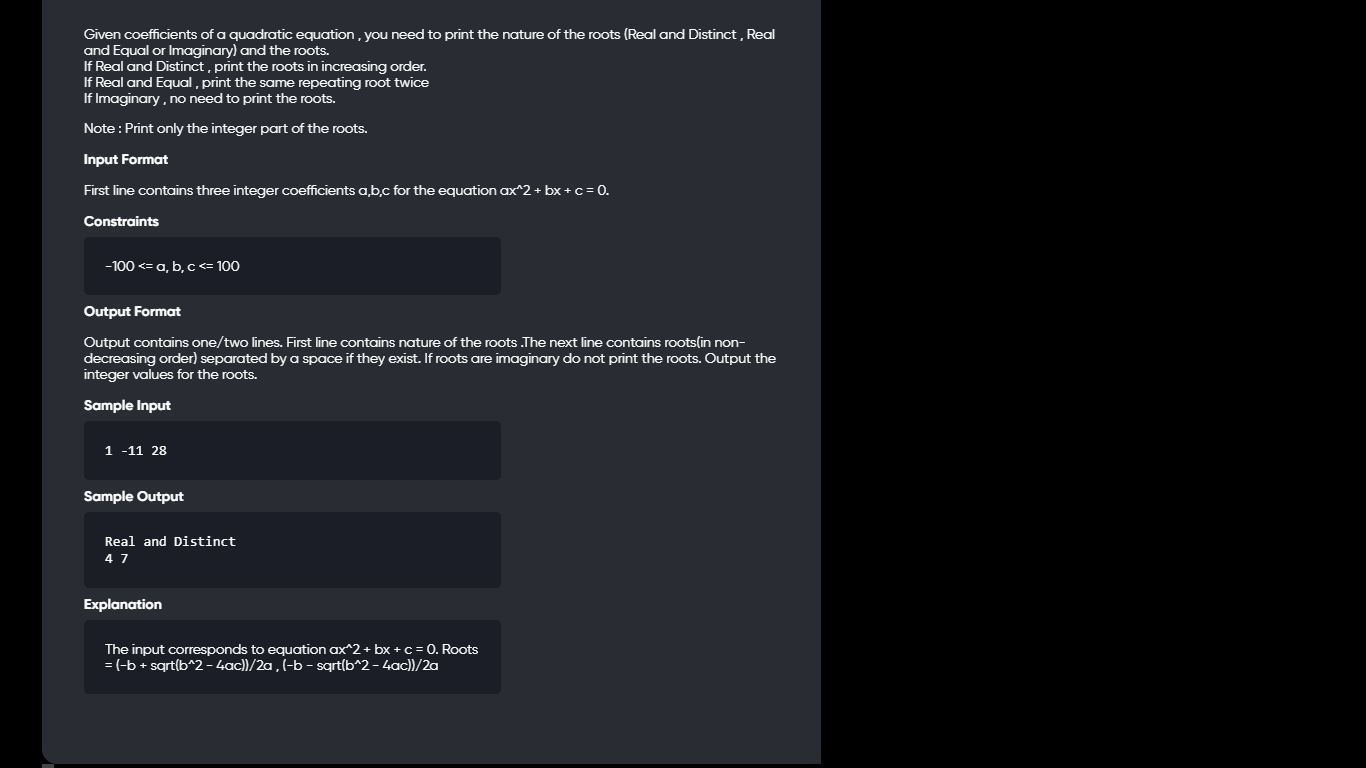 Given coefficients of a quadratic equation , you need to print the nature of the roots (Real and Distinct , Real
and Equal or Imaginary) and the roots.
If Real and Distinct , print the roots in increasing order.
If Real and Equal , print the same repeating root twice
If Imaginary , no need to print the roots.
Note : Print only the integer part of the roots.
Input Format
First line contains three integer coefficients a,b,c for the equation ax^2 + bx + c = 0.
Constraints
-100 <= a, b, c <= 100
Output Format
Output contains one/two lines. First line contains nature of the roots .The next line contains roots(in non-
decreasing order) separated by a space if they exist. If roots are imaginary do not print the roots. Output the
integer values for the roots.
Sample Input
1 -11 28
Sample Output
Real and Distinct
4 7
Explanation
The input corresponds to equation ax^2 + bx + c = 0. Roots
= (-b + sqrt(b^2 - 4ac))/2a , (-b - sqrt(b^2 - 4ac))/2a